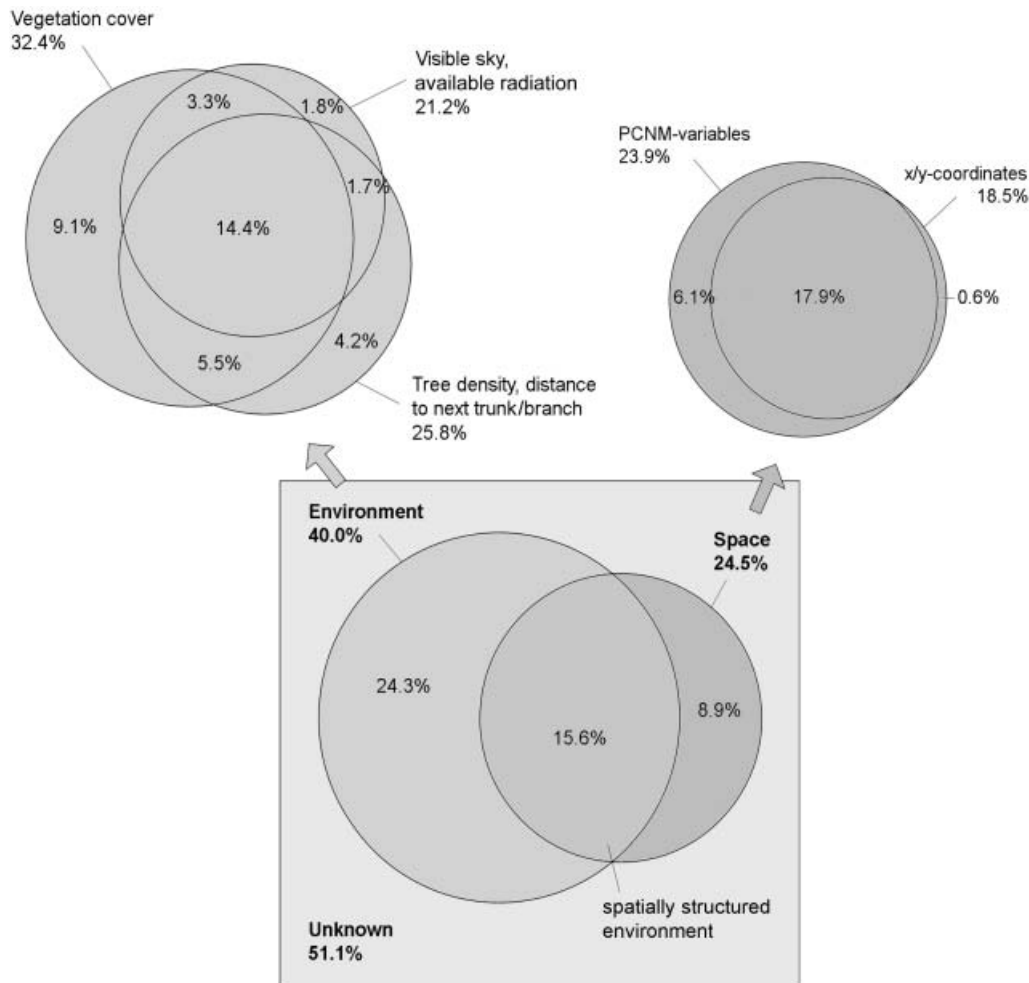 Vegetation cover
32.4%
Visible sky,
available radiation
21.2%
3.3%
1.8%
1.7%
9.1%
14.4%
5.5%
4.2%
Tree density, distance
to next trunk/branch
25.8%
PCNM-variables
23.9%
x/y-coordinates
18.5%
6.1%
17.9%
0.6%
Environment
40.0%
Space
24.5%
24.3%
15.6%
8.9%
spatially structured
environment
Unknown
51.1%